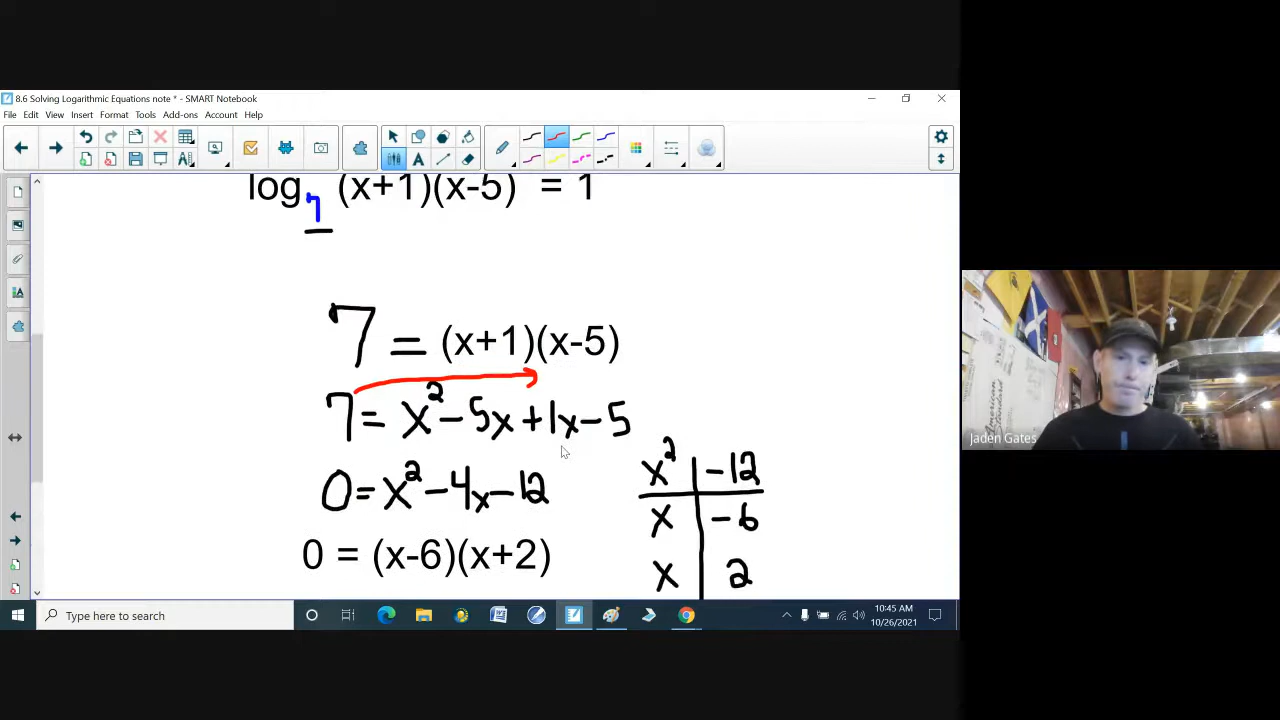 8.6 Solving Logarithmic Equations note * - SMART Notebook
File Edit View Insert Format Tools Add-ons Account Help
log₇ (x+1)(x-5) = 1
7 = (x+1)(x-5)
7 = x² - 5x + 1x - 5
0 = x² - 4x - 12
x² | -12
x | -6
x | 2
0 = (x-6)(x+2)
Jaden Gates
Type here to search
10:45 AM
10/26/2021